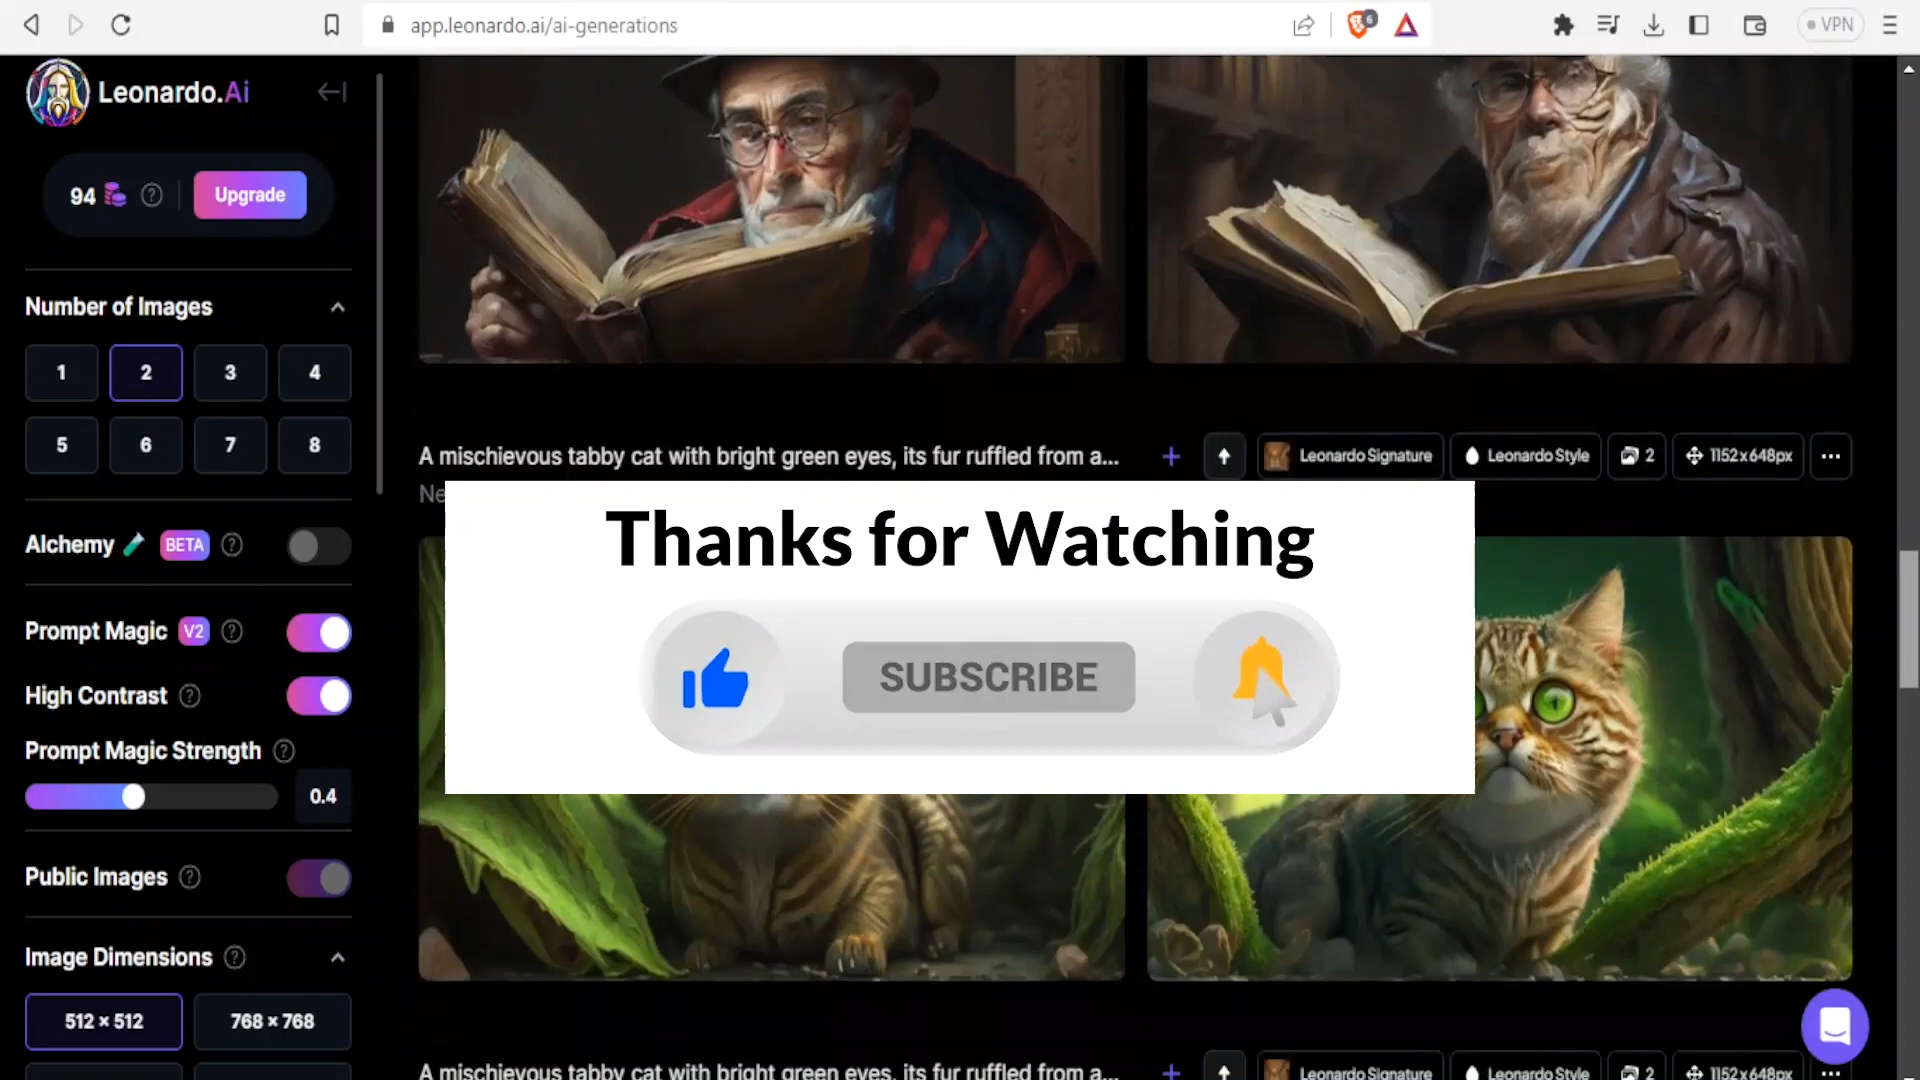 app.leonardo.ai/ai-generations
6
VPN
Leonardo.Ai
94
Upgrade
Number of Images
1 2 3 4
5 6 7 8
Alchemy BETA
Prompt Magic V2
High Contrast
Prompt Magic Strength
0.4
Public Images
Image Dimensions
512 × 512 768 × 768
A mischievous tabby cat with bright green eyes, its fur ruffled from a...
Leonardo Signature
Leonardo Style
2
1152x648px
Ne
Thanks for Watching
SUBSCRIBE
A mischievous tabby cat with bright green eyes, its fur ruffled from a...
Leonardo Signature
Leonardo Style
2
1152x648px